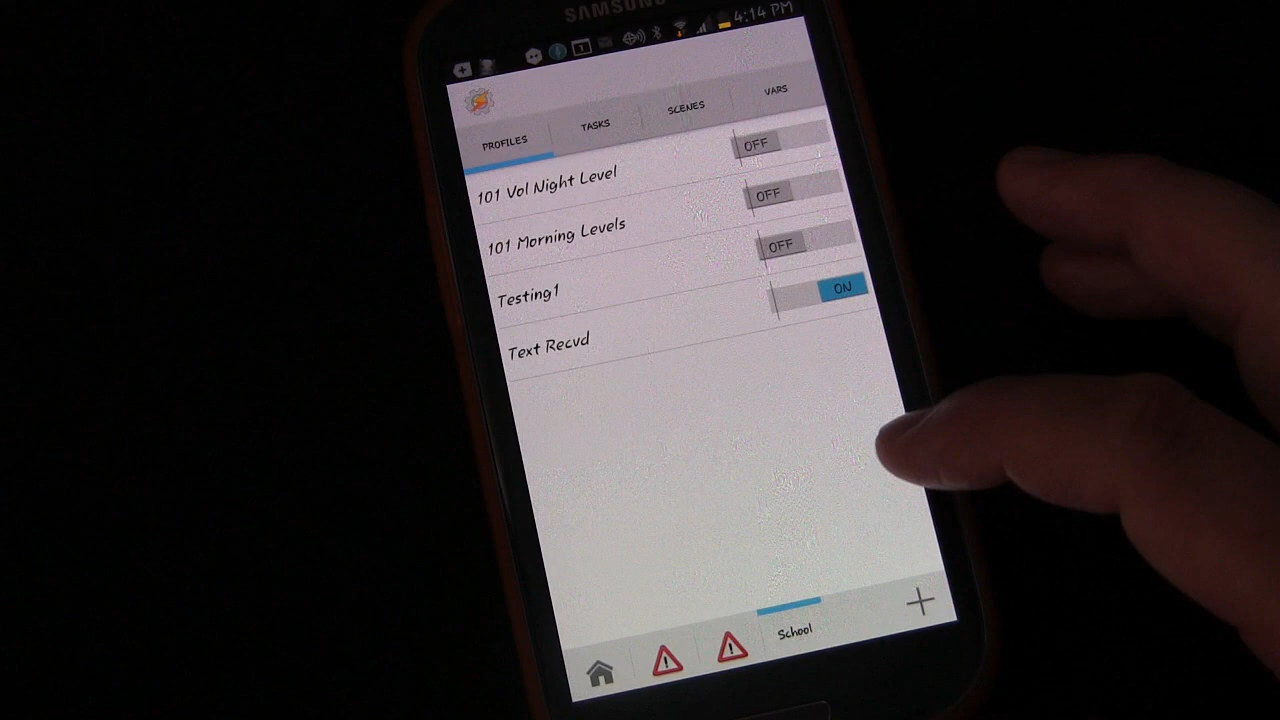 SAMSUNG
1 4:14 PM
PROFILES TASKS SCENES VARS
101 Vol Night Level OFF
101 Morning Levels OFF
Testing1 OFF
Text Recvd ON
School